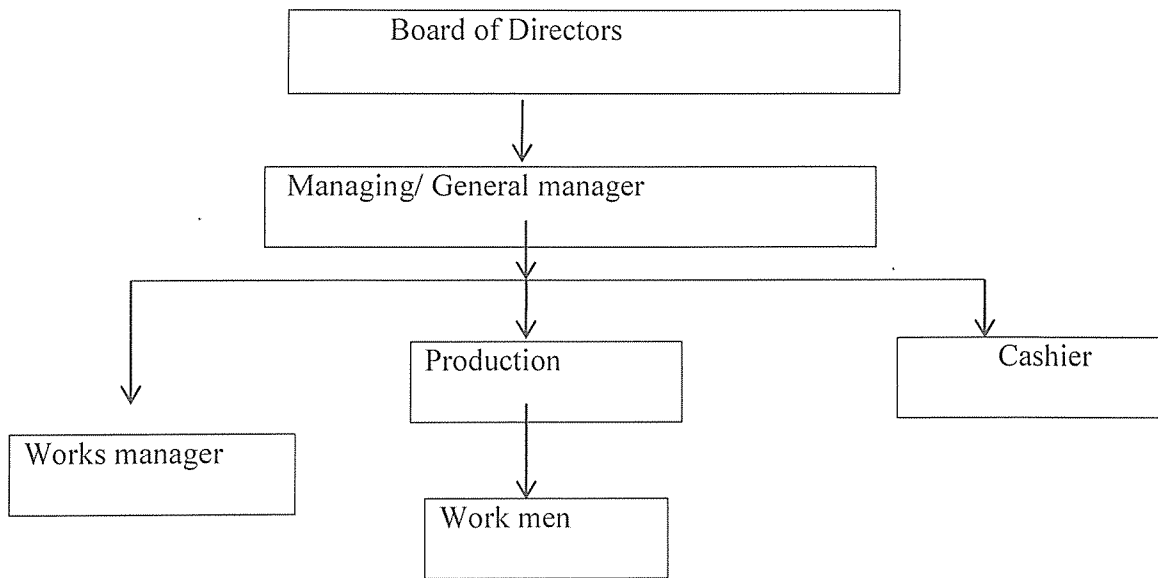 Board of Directors
Managing/ General manager
Production
Cashier
Works manager
Work men